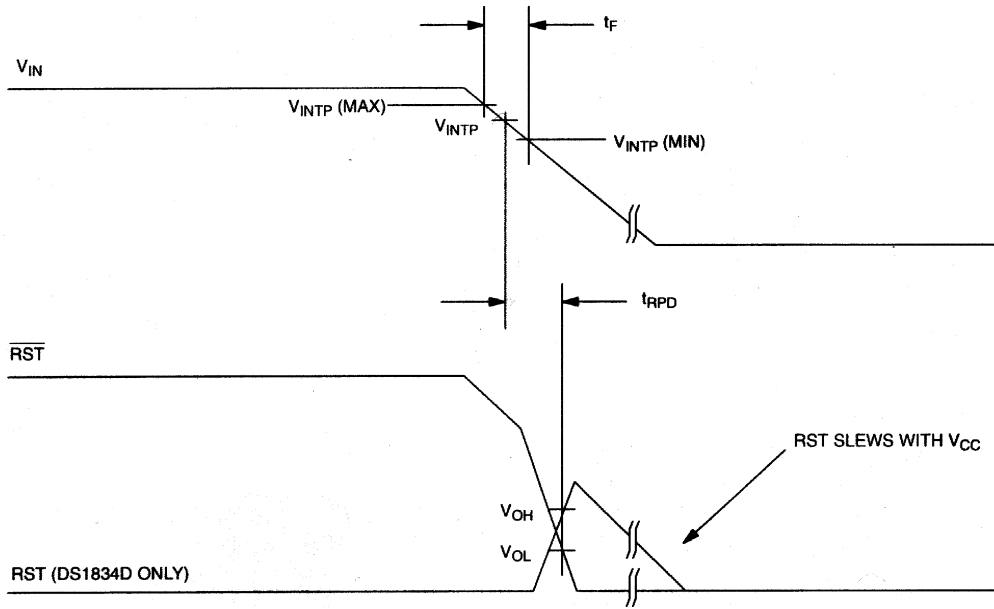 tF
VIN
VINTP (MAX)
VINTP
VINTP (MIN)
tRPD
RST
RST SLEWS WITH VCC
VOH
VOL
RST (DS1834D ONLY)